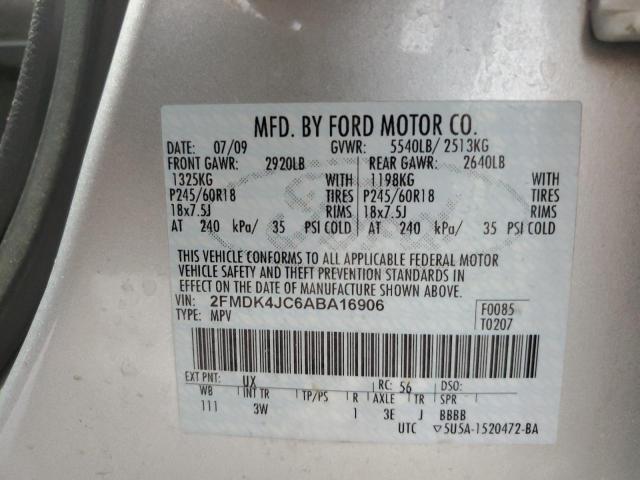 MFD. BY FORD MOTOR CO.
DATE: 07/09 GVWR: 5540LB/ 2513KG
FRONT GAWR: 2920LB REAR GAWR: 2640LB
1325KG WITH 1198KG WITH
P245/60R18 TIRES P245/60R18 TIRES
18x7.5J RIMS 18x7.5J RIMS
AT 240 kPa/ 35 PSI COLD AT 240 kPa/ 35 PSI COLD
THIS VEHICLE CONFORMS TO ALL APPLICABLE FEDERAL MOTOR
VEHICLE SAFETY AND THEFT PREVENTION STANDARDS IN
EFFECT ON THE DATE OF MANUFACTURE SHOWN ABOVE.
VIN: 2FMDK4JC6ABA16906 F0085
TYPE: MPV T0207
EXT PNT: UX RC: 56 DSO:
WB INT TR TP/PS R AXLE TR SPR
111 3W 1 3E J BBBB
UTC ▽5U5A-1520472-BA